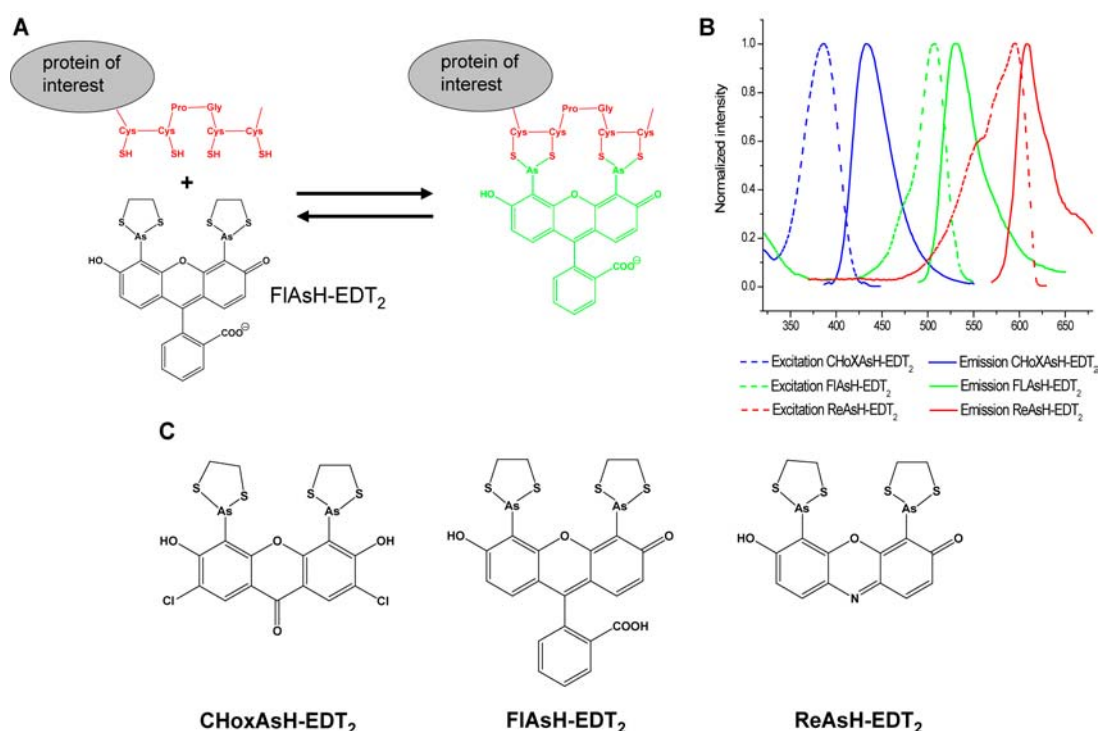 A
protein of
interest
Pro Gly
Cys Cys Cys Cys
SH SH SH SH
+
S S S S
As As
HO O O
COO⊖
FlAsH-EDT2
protein of
interest
Pro Gly
Cys Cys Cys Cys
S S S S
As As
HO O O
COO⊖
B
Normalized intensity
1.0
0.8
0.6
0.4
0.2
0.0
350 400 450 500 550 600 650
Excitation CHoXAsH-EDT2 Emission CHoXAsH-EDT2
Excitation FlAsH-EDT2 Emission FLAsH-EDT2
Excitation ReAsH-EDT2 Emission ReAsH-EDT2
C
S S S S
As As
HO O OH
Cl Cl
O
CHoxAsH-EDT2
S S S S
As As
HO O O
COOH
FlAsH-EDT2
S S S S
As As
HO O O
N
ReAsH-EDT2